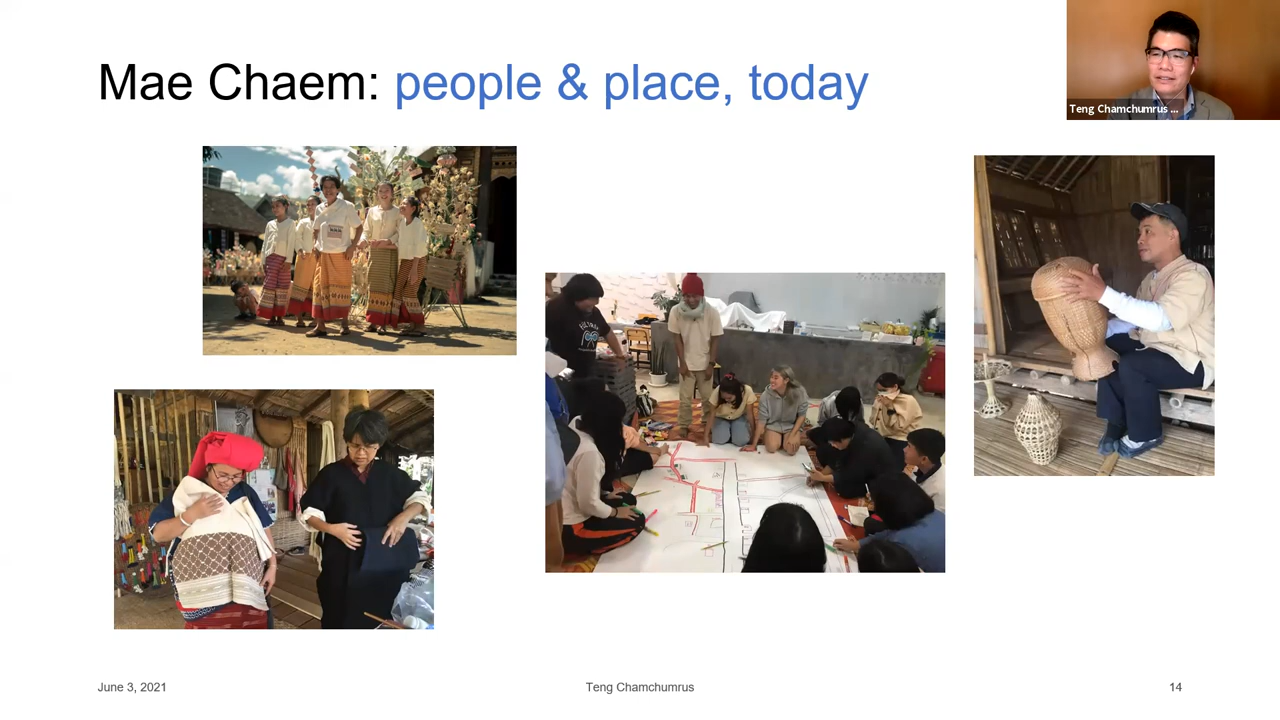 Mae Chaem: people & place, today
Teng Chamchumrus ...
June 3, 2021
Teng Chamchumrus
14